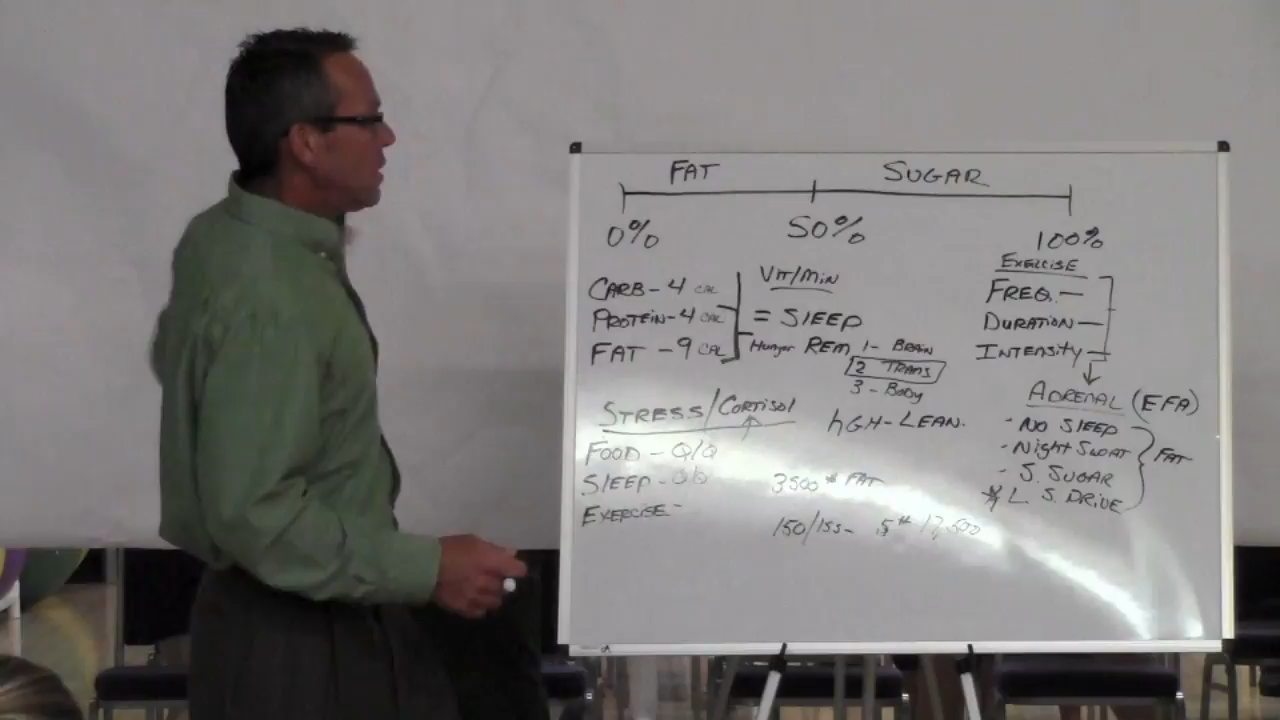 FAT SUGAR
0% 50% 100%
CARB - 4 CAL
PROTEIN - 4 CAL
FAT - 9 CAL
VIT/MIN
= SLEEP
Hunger REM 1 - BRAIN
2 TRANS
3 - Body
hGH - LEAN.
EXERCISE
FREQ. -
DURATION -
INTENSITY -
ADRENAL (EFA)
- NO SLEEP
- Night SWEAT
- S. SUGAR
* L S. DRIVE
FAT
STRESS/CORTISOL
FOOD - Q/Q
SLEEP - Q/Q
EXERCISE -
3500 # FAT
150/155 - 5# 17,500